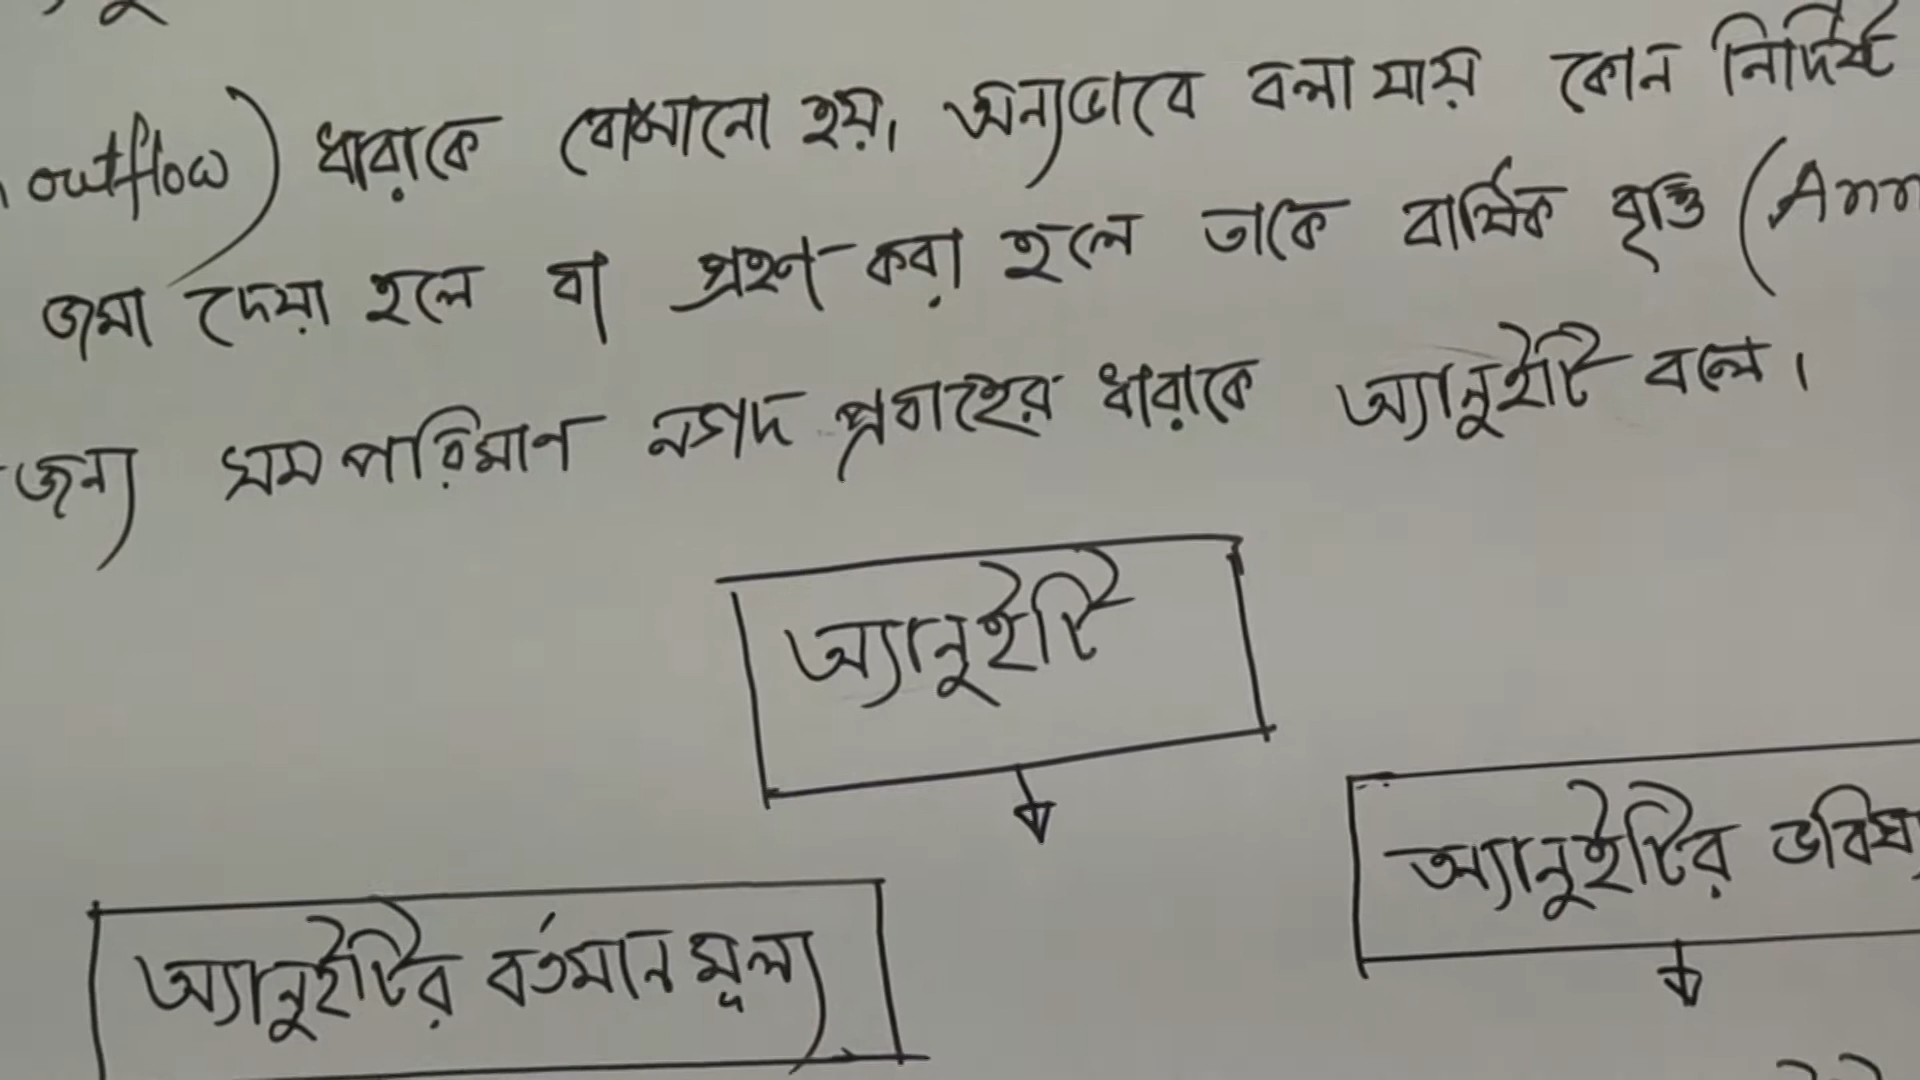 outflow) ধারাকে বোঝানো হয়। অন্যভাবে বলা যায় কোন নির্দিষ্ট
জমা দেয়া হলে বা গ্রহণ করা হলে তাকে বার্ষিক বৃত্তি (Ann
জন্য সমপরিমাণ নগদ প্রবাহের ধারাকে অ্যানুইটি বলে।
অ্যানুইটি
অ্যানুইটির ভবিষ্য
অ্যানুইটির বর্তমান মূল্য